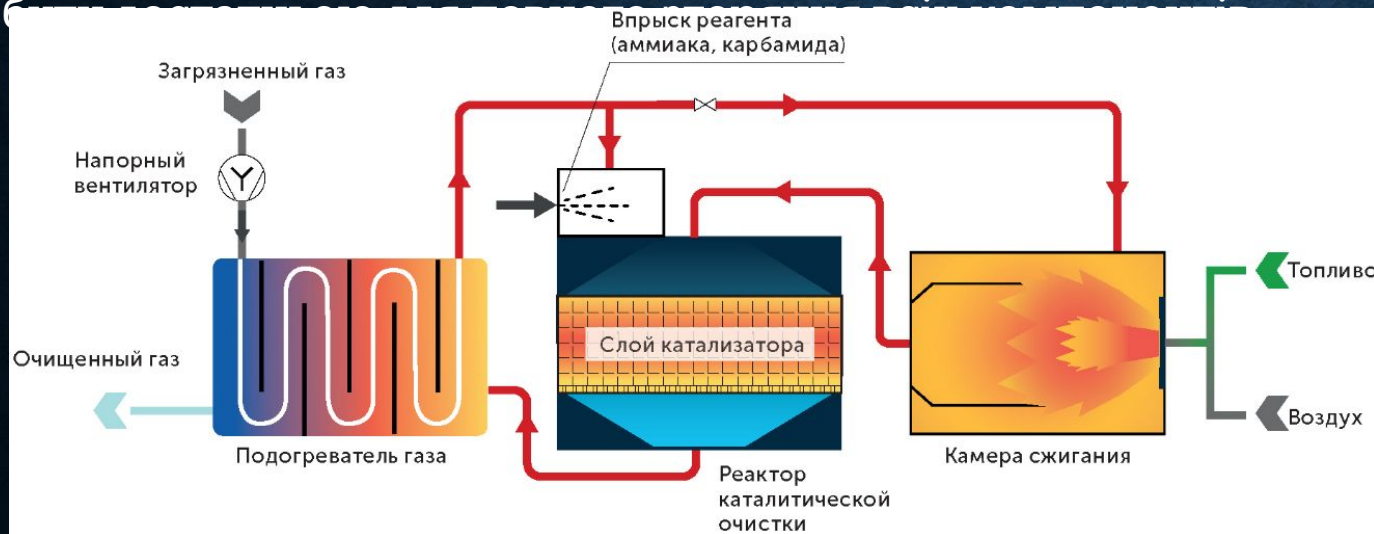 Впрыск реагента
(аммиака, карбамида)
Загрязненный газ
Напорный
вентилятор
Топливо
Слой катализатора
Очищенный газ
Воздух
Подогреватель газа
Камера сжигания
Реактор
каталитической
очистки